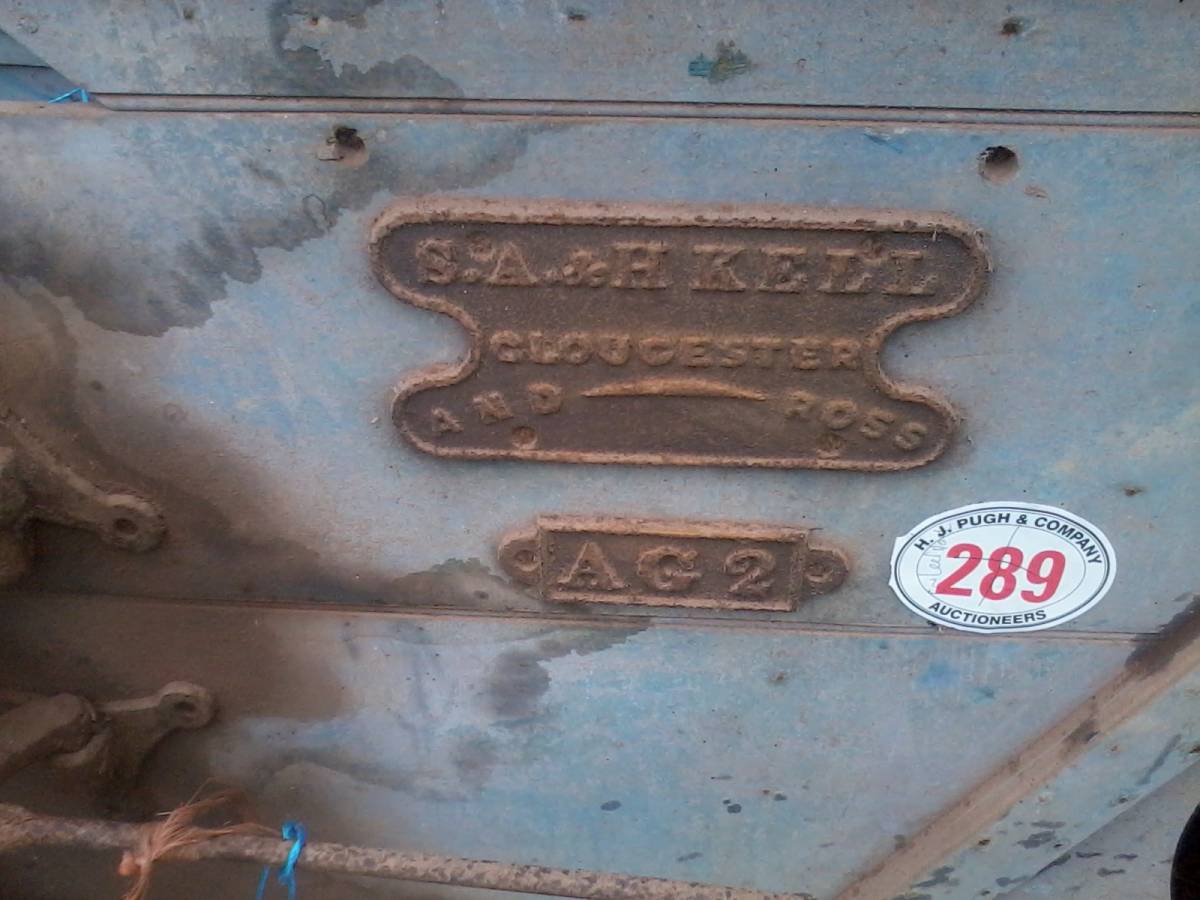 S. A. & H KELL
GLOUCESTER
AND ROSS
AG2
H. J. PUGH & COMPANY
289
AUCTIONEERS